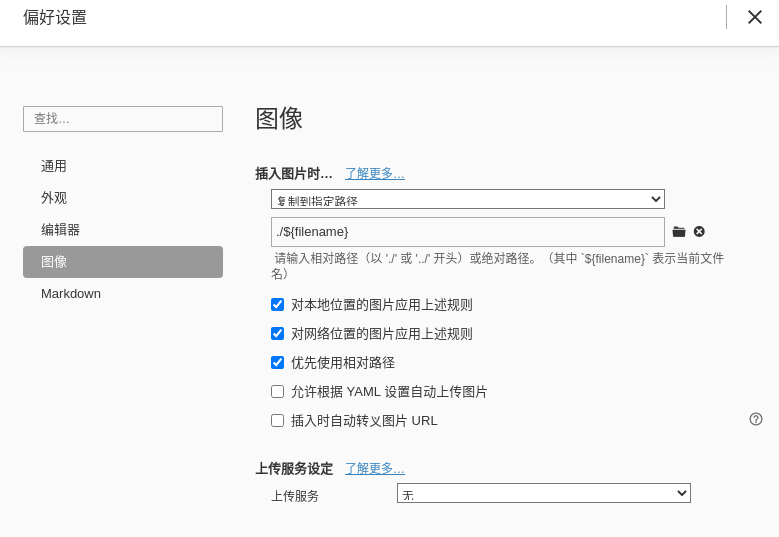 偏好设置
查找…
通用
外观
编辑器
图像
Markdown
图像
插入图片时… 了解更多…
复制到指定路径
./${filename}
请输入相对路径（以 './' 或 '../' 开头）或绝对路径。（其中 `${filename}` 表示当前文件
名）
对本地位置的图片应用上述规则
对网络位置的图片应用上述规则
优先使用相对路径
允许根据 YAML 设置自动上传图片
插入时自动转义图片 URL
上传服务设定 了解更多…
上传服务 无